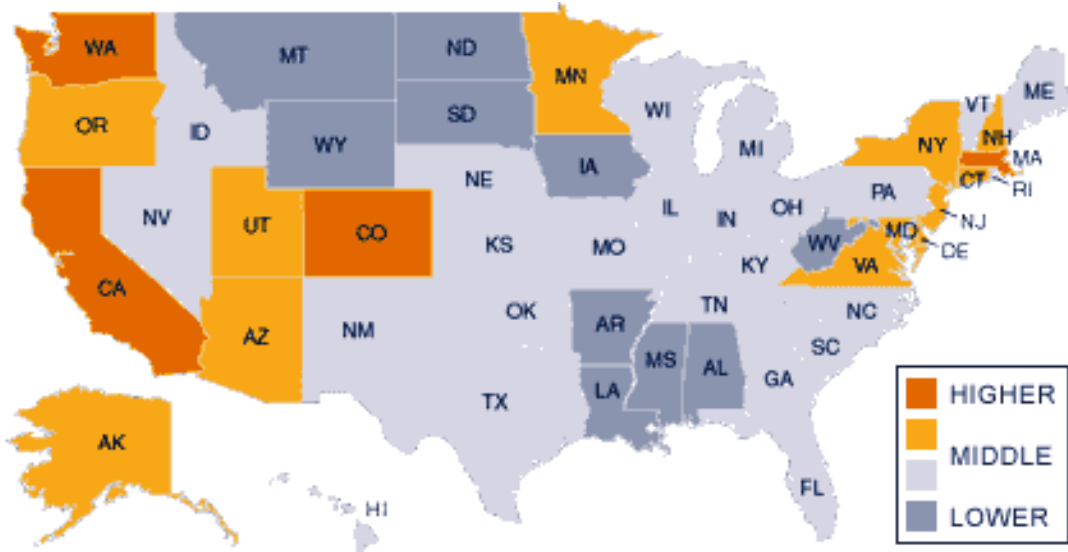 WA
MT
ND
MN
OR
ID
SD
WI
VT
ME
WY
NY
NH
MI
MA
IA
CT
RI
NE
PA
NV
UT
CO
IL
IN
OH
NJ
KS
MO
WV
MD
DE
KY
VA
CA
OK
TN
NC
AZ
NM
AR
SC
MS
AL
GA
LA
TX
HIGHER
AK
MIDDLE
FL
HI
LOWER